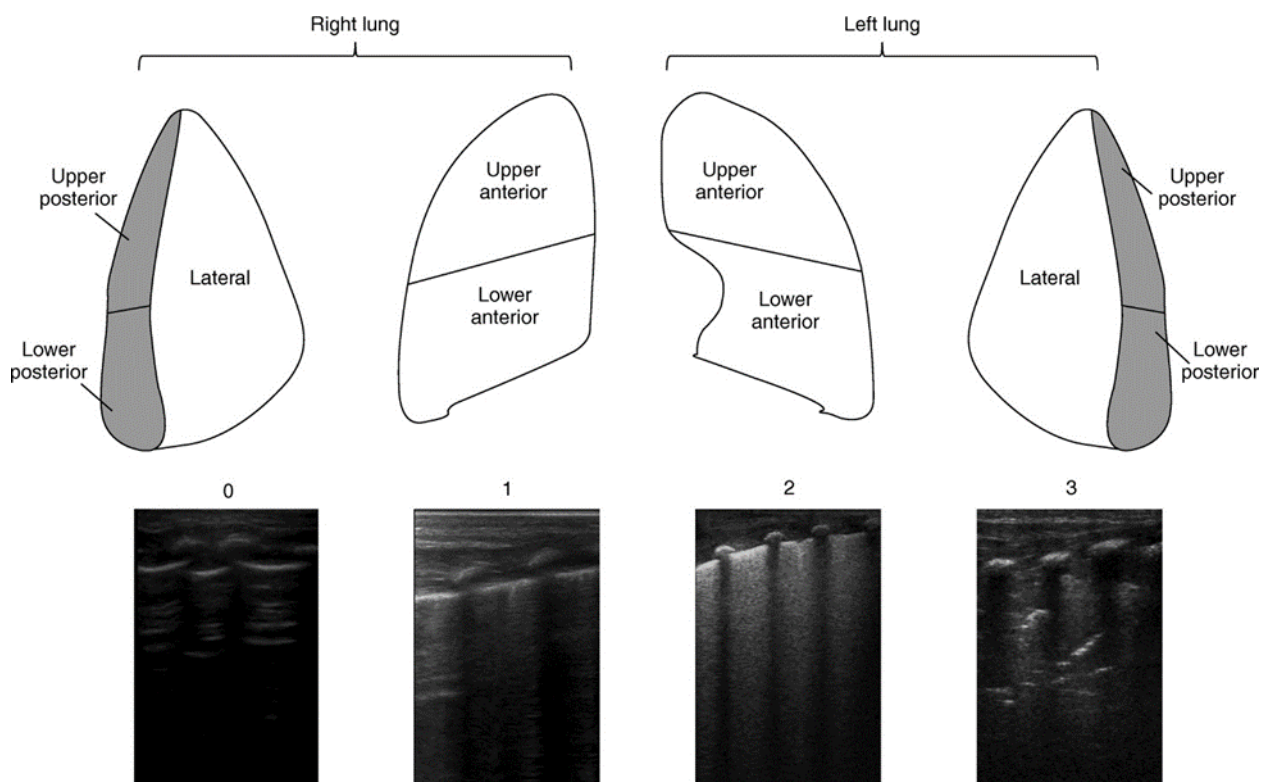 Right lung
Left lung
Upper
posterior
Lateral
Lower
posterior
Upper
anterior
Lower
anterior
Upper
anterior
Lower
anterior
Lateral
Upper
posterior
Lower
posterior
0
1
2
3